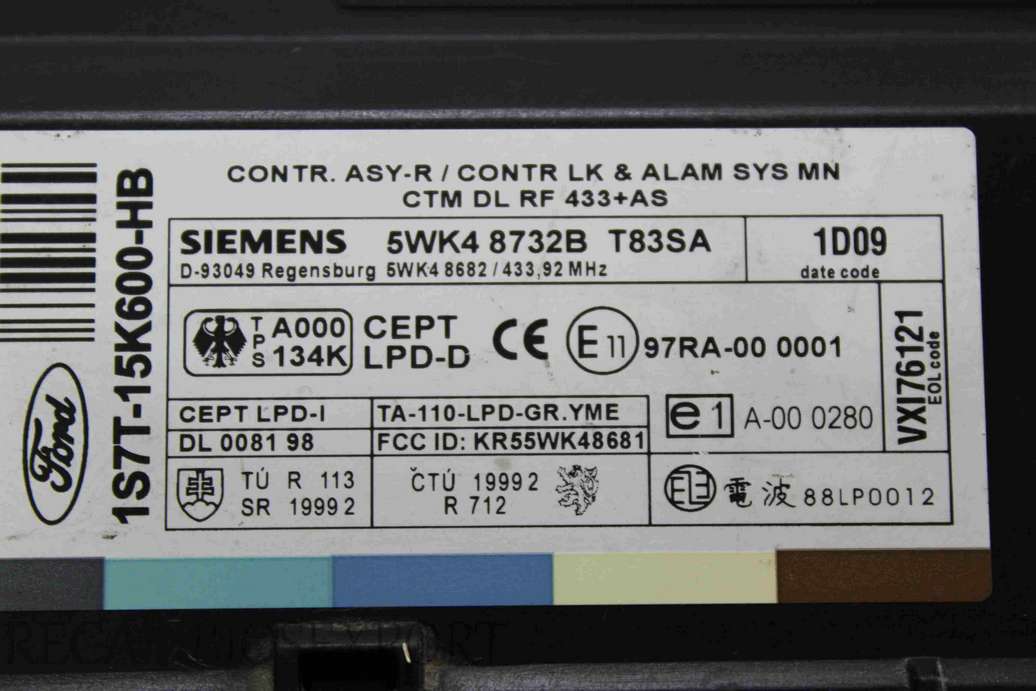 CONTR. ASY-R / CONTR LK & ALAM SYS MN
CTM DL RF 433+AS
SIEMENS 5WK4 8732B T83SA
D-93049 Regensburg 5WK4 8682 / 433,92 MHz
1D09
date code
TPS A000 134K
CEPT
LPD-D
CE
E 11
97RA-00 0001
VXI76121
EOL code
CEPT LPD-I
DL 0081 98
TA-110-LPD-GR.YME
FCC ID: KR55WK48681
e1 A-00 0280
TÚ R 113
SR 1999 2
ČTÚ 1999 2
R 712
電波 88LP0012
1S7T-15K600-HB
Ford